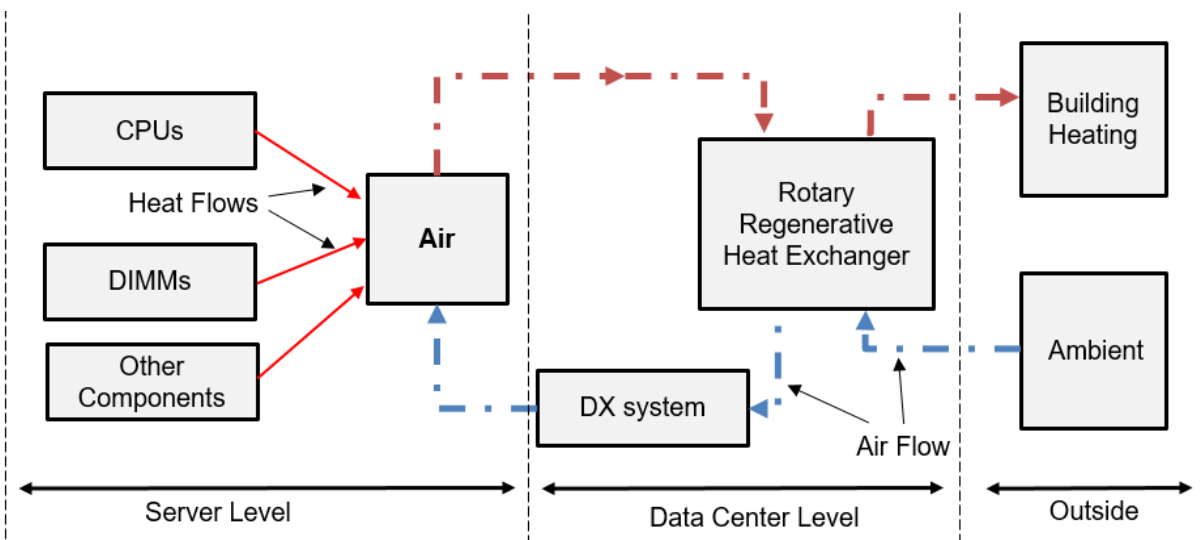 CPUs
Heat Flows
DIMMs
Other
Components
Air
Rotary
Regenerative
Heat Exchanger
DX system
Air Flow
Building
Heating
Ambient
Server Level
Data Center Level
Outside